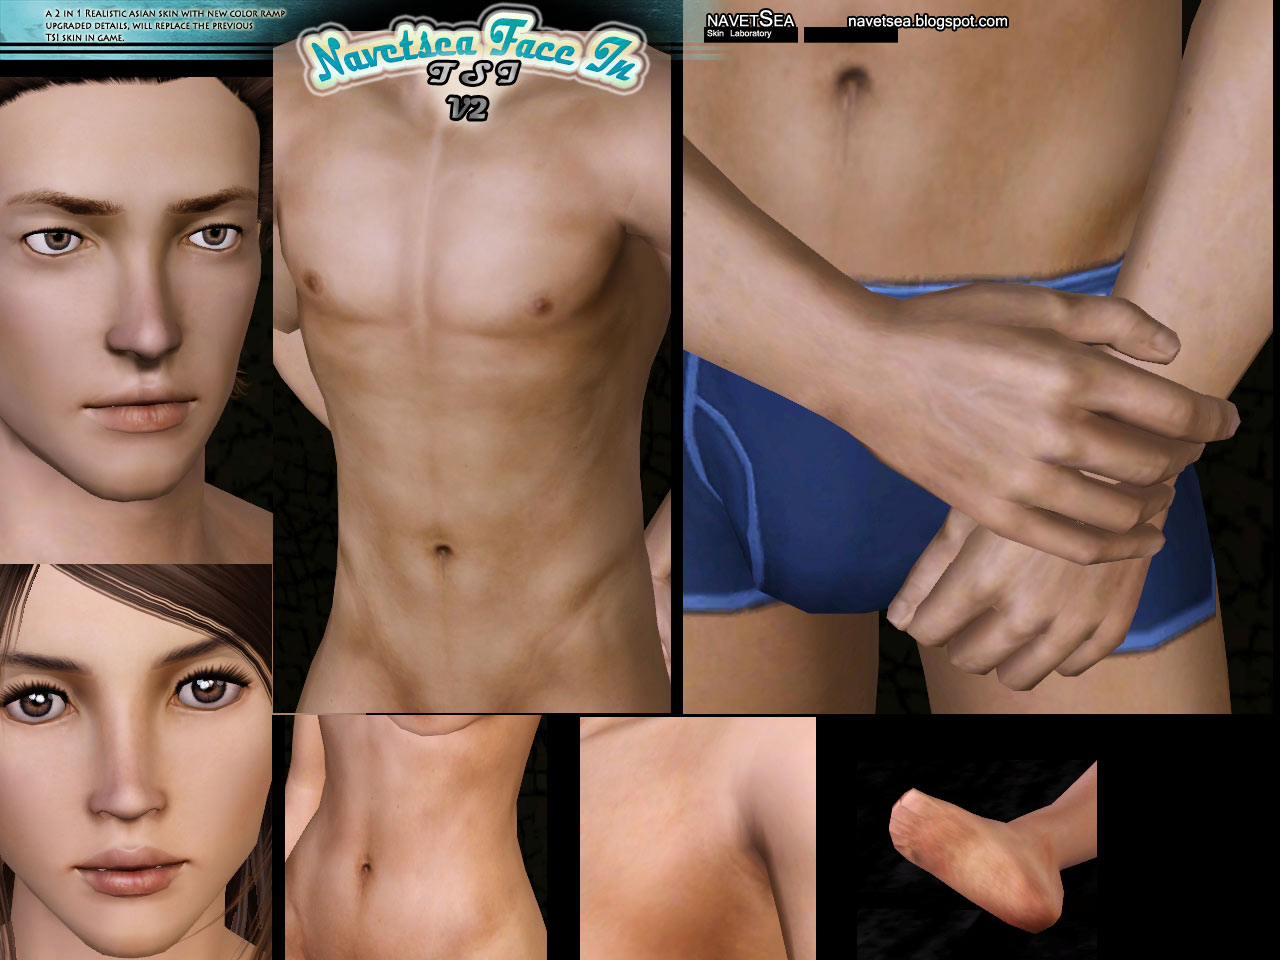 A 2 IN 1 REALISTIC ASIAN SKIN WITH NEW COLOR RAMP
UPGRADED DETAILS, WILL REPLACE THE PREVIOUS
TSI SKIN IN GAME.
Navetsea Face In
TSI
V2
NAVETSEA
Skin Laboratory
navetsea.blogspot.com